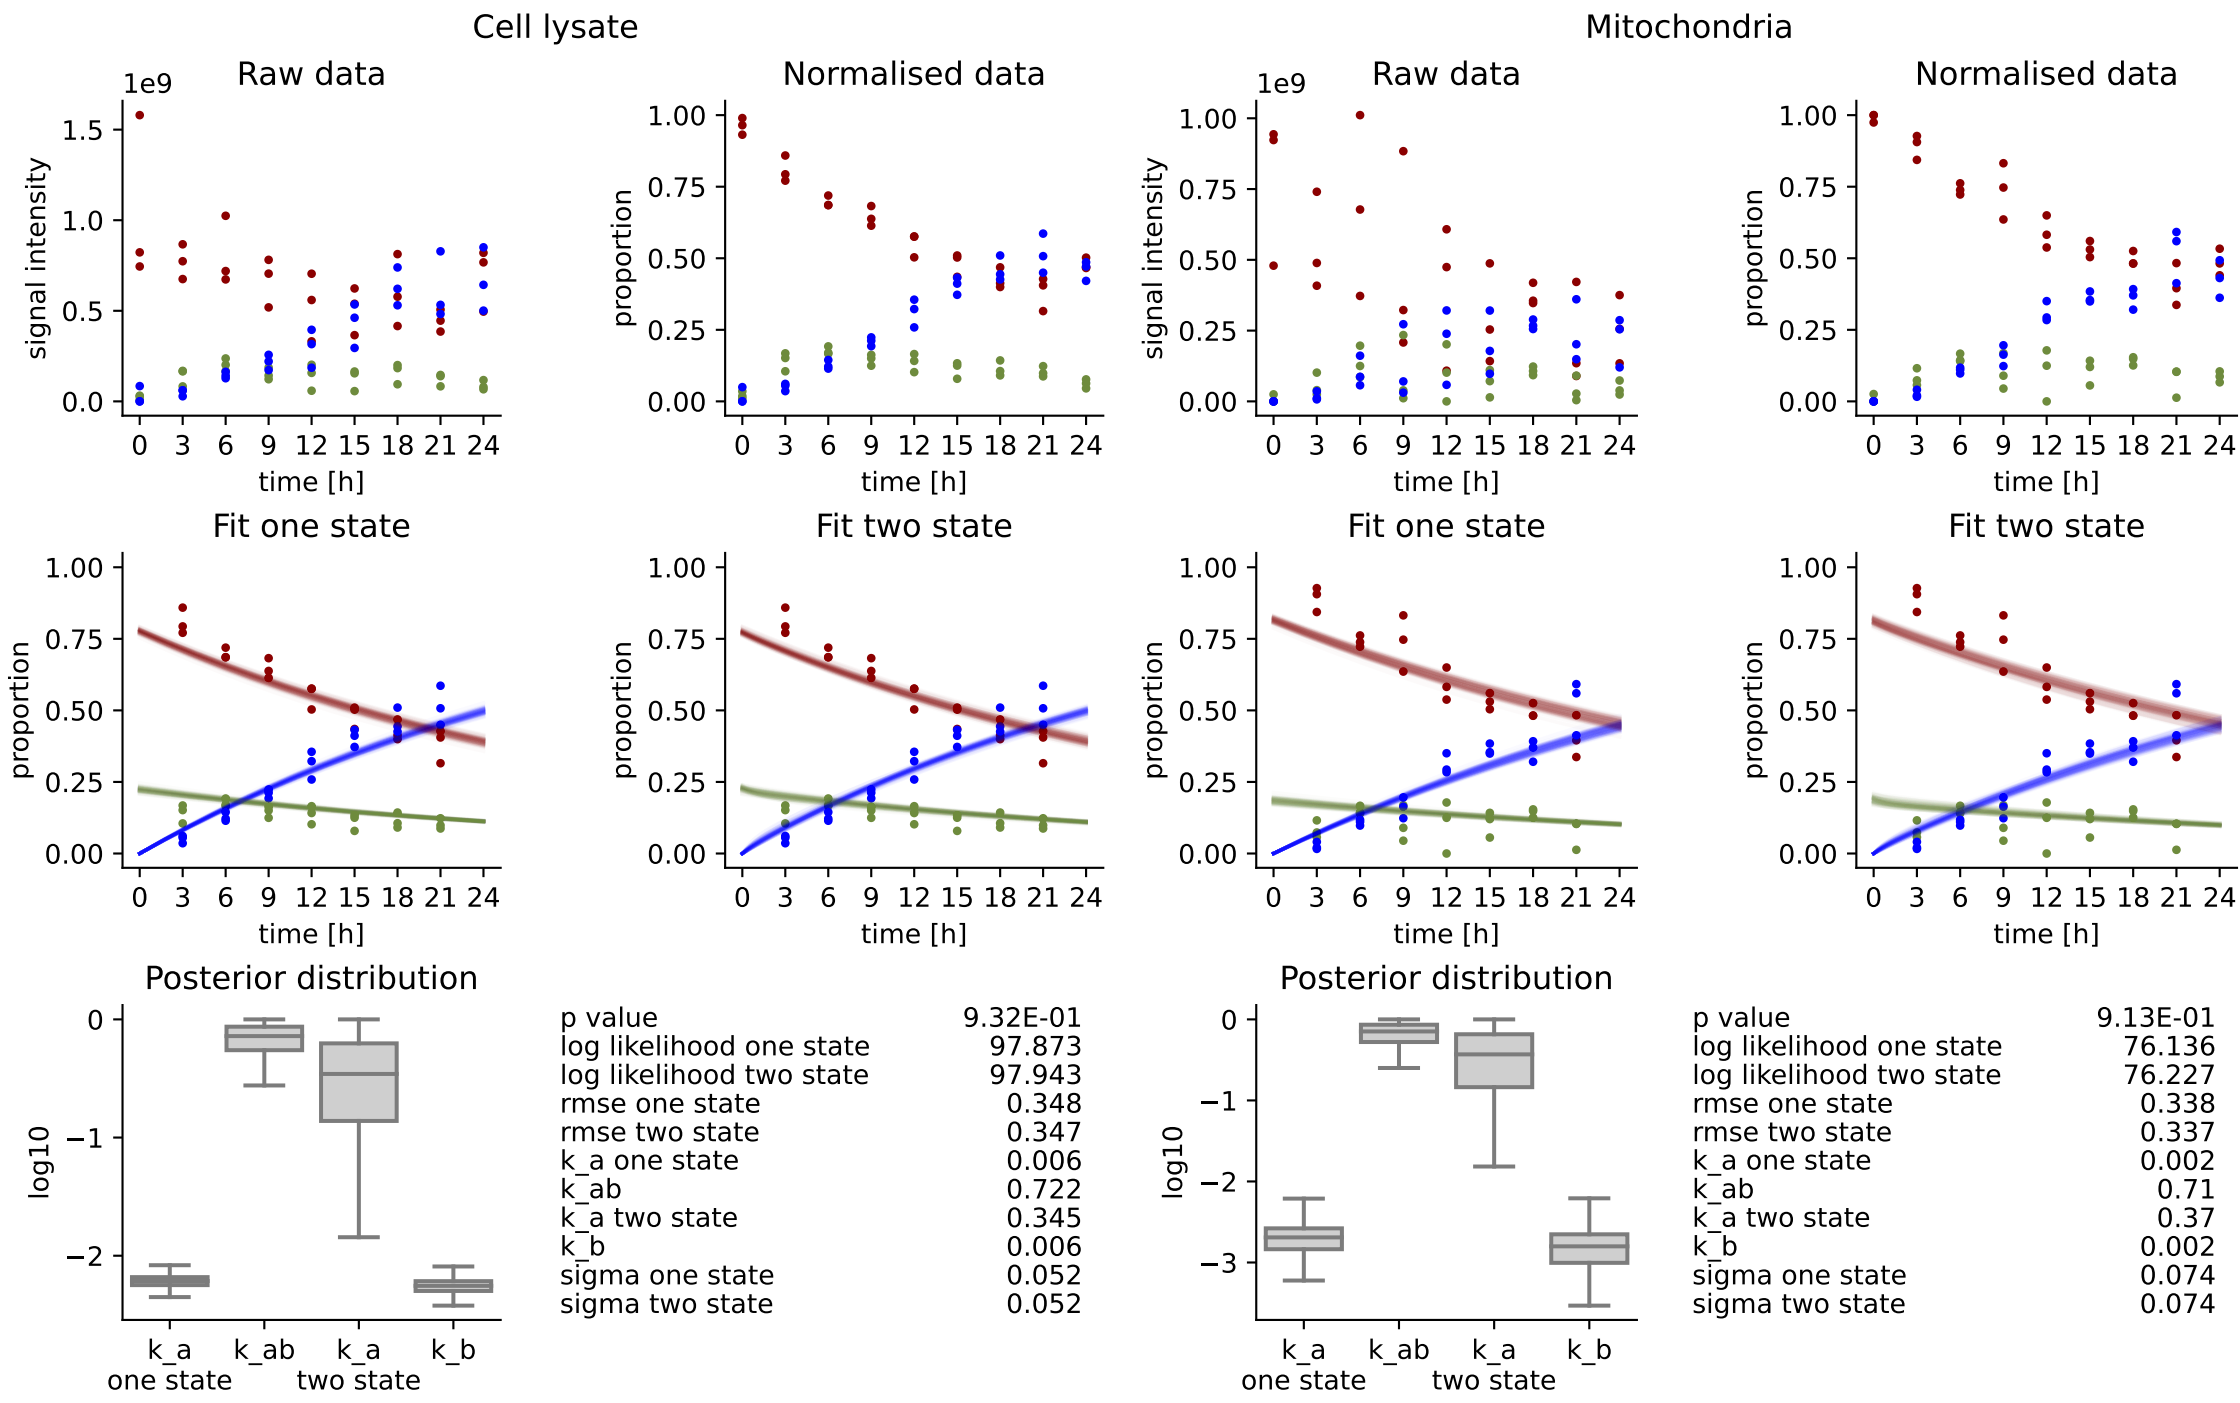 Cell lysate
Mitochondria
Raw data
Normalised data
Raw data
Normalised data
1e9
1.5
1.0
0.5
0.0
signal intensity
0 3 6 9 12 15 18 21 24
time [h]
1.00
0.75
0.50
0.25
0.00
proportion
0 3 6 9 12 15 18 21 24
time [h]
1e9
1.00
0.75
0.50
0.25
0.00
signal intensity
0 3 6 9 12 15 18 21 24
time [h]
1.00
0.75
0.50
0.25
0.00
proportion
0 3 6 9 12 15 18 21 24
time [h]
Fit one state
1.00
0.75
0.50
0.25
0.00
proportion
0 3 6 9 12 15 18 21 24
time [h]
Fit two state
1.00
0.75
0.50
0.25
0.00
proportion
0 3 6 9 12 15 18 21 24
time [h]
Fit one state
1.00
0.75
0.50
0.25
0.00
proportion
0 3 6 9 12 15 18 21 24
time [h]
Fit two state
1.00
0.75
0.50
0.25
0.00
proportion
0 3 6 9 12 15 18 21 24
time [h]
Posterior distribution
0
−1
−2
log10
k_a k_ab k_a k_b
one state two state
p value 9.32E-01
log likelihood one state 97.873
log likelihood two state 97.943
rmse one state 0.348
rmse two state 0.347
k_a one state 0.006
k_ab 0.722
k_a two state 0.345
k_b 0.006
sigma one state 0.052
sigma two state 0.052
Posterior distribution
0
−1
−2
−3
log10
k_a k_ab k_a k_b
one state two state
p value 9.13E-01
log likelihood one state 76.136
log likelihood two state 76.227
rmse one state 0.338
rmse two state 0.337
k_a one state 0.002
k_ab 0.71
k_a two state 0.37
k_b 0.002
sigma one state 0.074
sigma two state 0.074